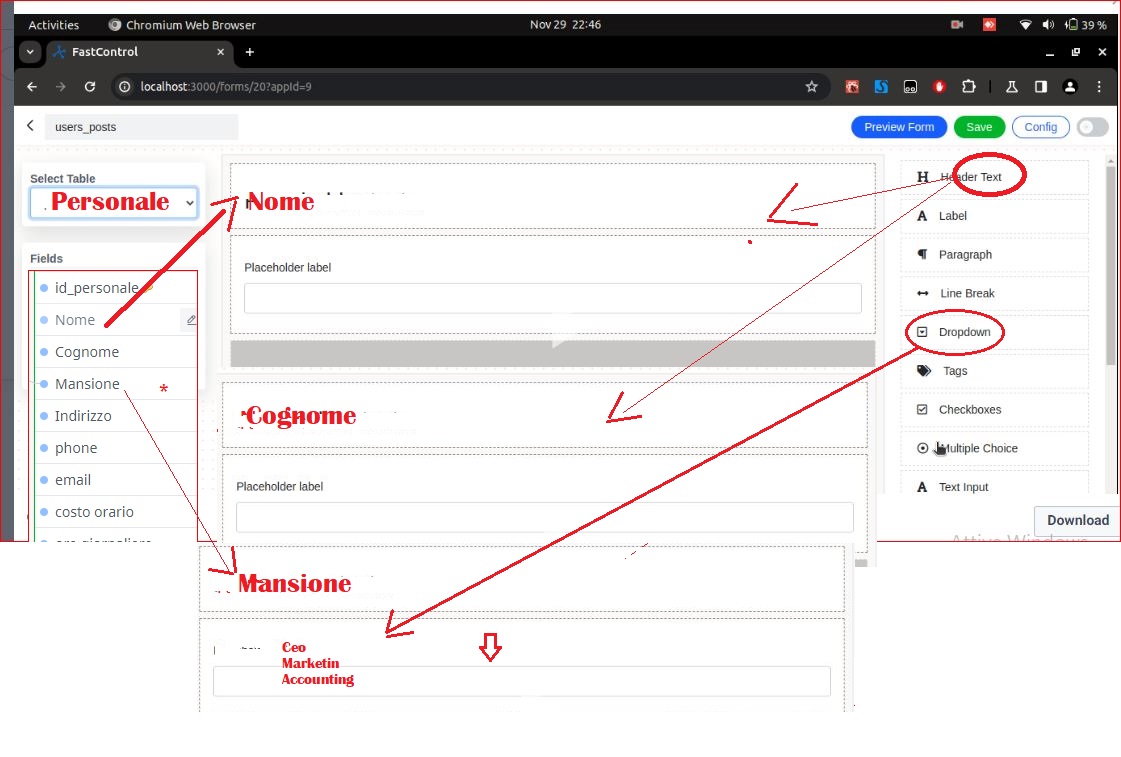 Activities
Chromium Web Browser
Nov 29 22:46
39 %
FastControl
localhost:3000/forms/20?appId=9
users_posts
Preview Form
Save
Config
Select Table
Personale
Fields
id_personale
Nome
Cognome
Mansione
*
Indirizzo
phone
email
costo orario
Nome
Placeholder label
Cognome
Placeholder label
Mansione
Ceo
Marketin
Accounting
H Header Text
A Label
Paragraph
Line Break
Dropdown
Tags
Checkboxes
Multiple Choice
A Text Input
Download